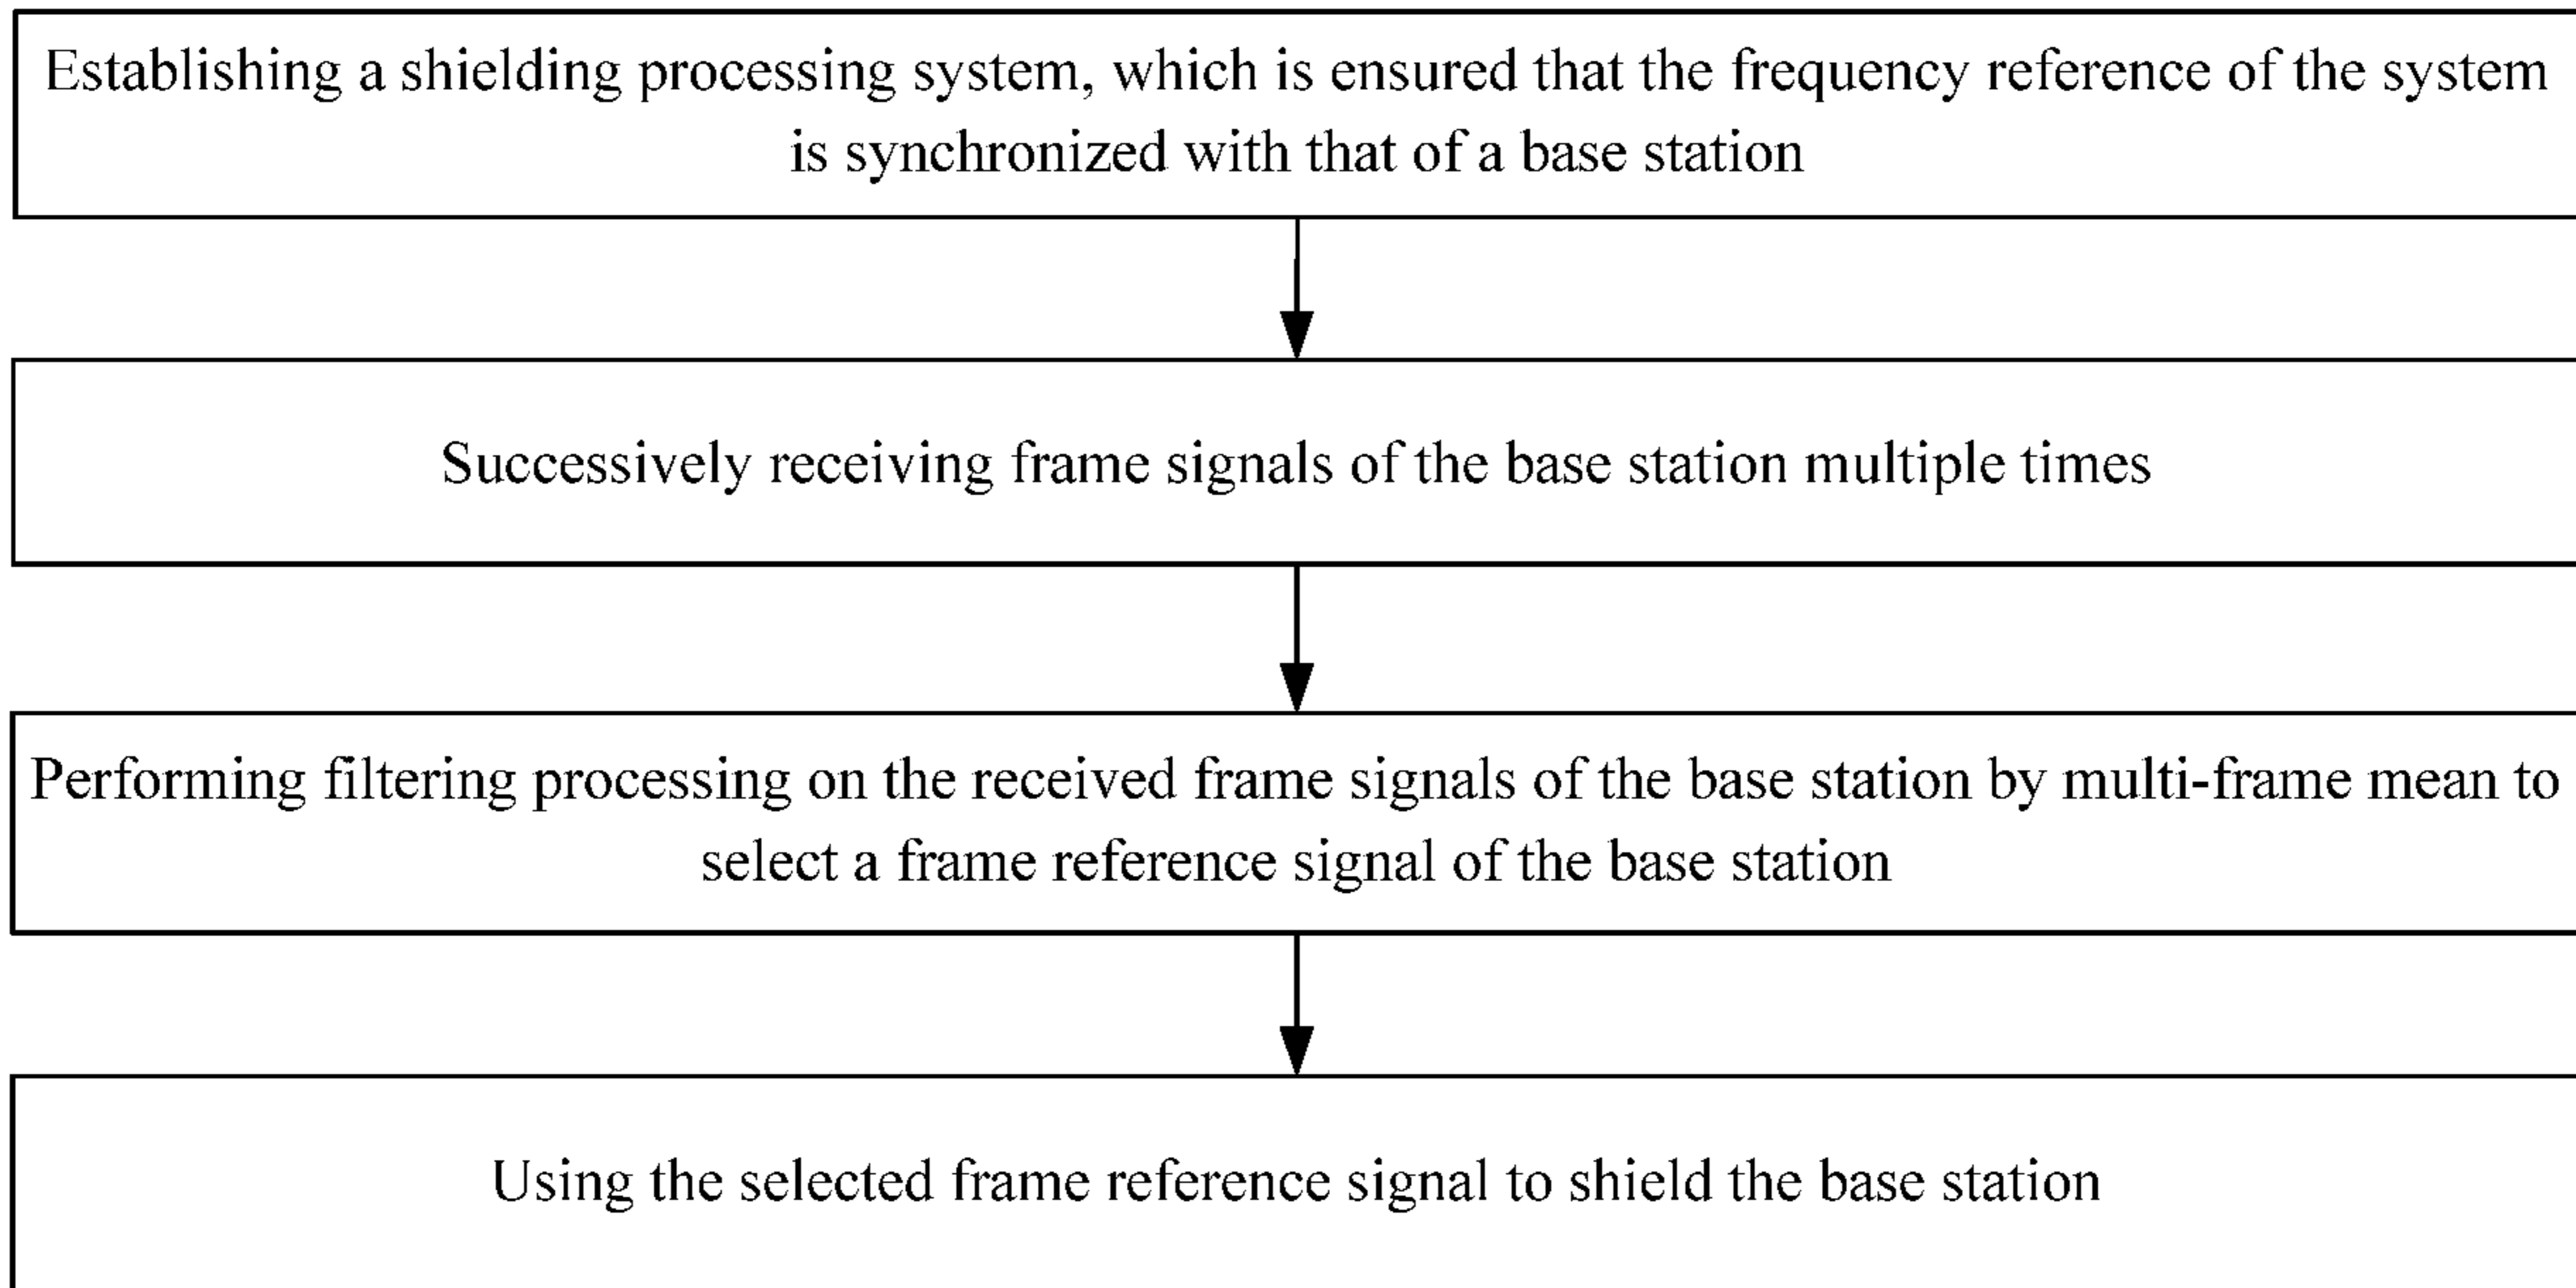 Establishing a shielding processing system, which is ensured that the frequency reference of the system
is synchronized with that of a base station
Successively receiving frame signals of the base station multiple times
Performing filtering processing on the received frame signals of the base station by multi-frame mean to
select a frame reference signal of the base station
Using the selected frame reference signal to shield the base station